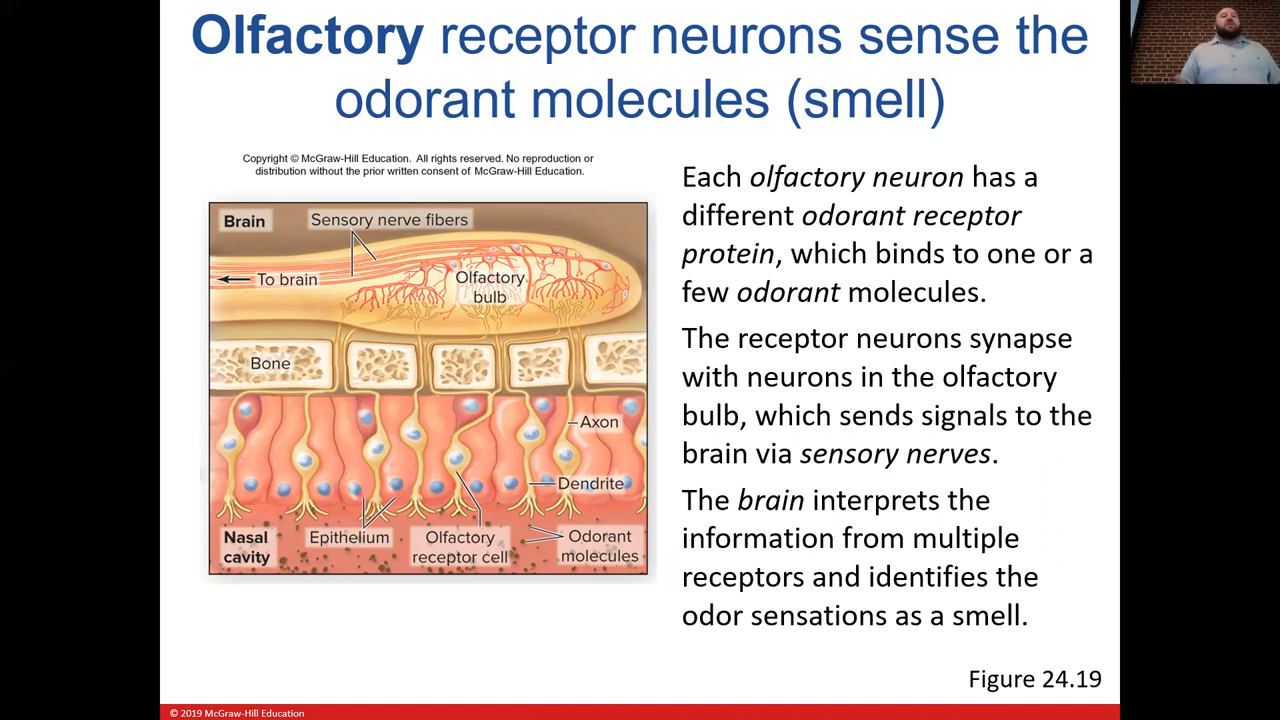 Olfactory receptor neurons sense the
odorant molecules (smell)
Copyright © McGraw-Hill Education. All rights reserved. No reproduction or
distribution without the prior written consent of McGraw-Hill Education.
Brain
Sensory nerve fibers
To brain
Olfactory
bulb
Bone
Axon
Dendrite
Nasal
cavity
Epithelium
Olfactory
receptor cell
Odorant
molecules
Each olfactory neuron has a
different odorant receptor
protein, which binds to one or a
few odorant molecules.
The receptor neurons synapse
with neurons in the olfactory
bulb, which sends signals to the
brain via sensory nerves.
The brain interprets the
information from multiple
receptors and identifies the
odor sensations as a smell.
Figure 24.19
© 2019 McGraw-Hill Education